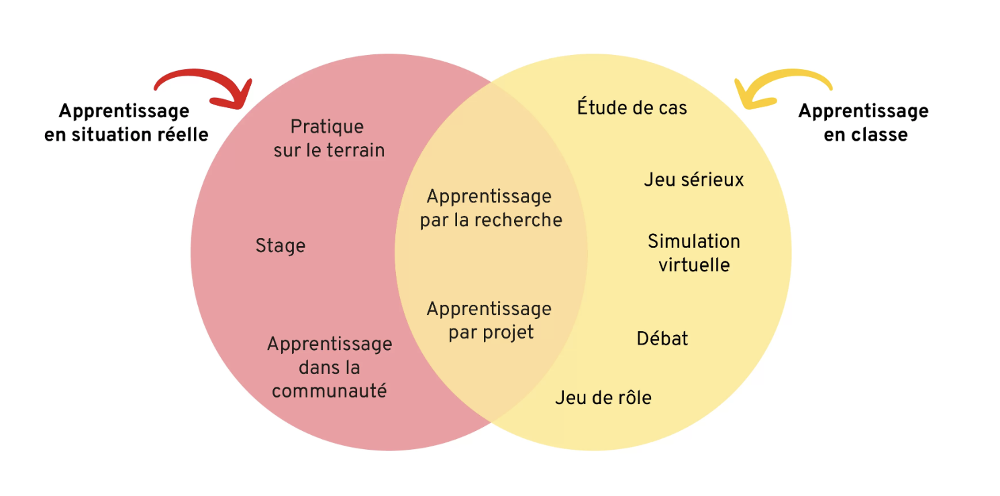 Apprentissage
en situation réelle
Pratique
sur le terrain
Stage
Apprentissage
dans la
communauté
Apprentissage
par la recherche
Apprentissage
par projet
Étude de cas
Jeu sérieux
Simulation
virtuelle
Débat
Jeu de rôle
Apprentissage
en classe